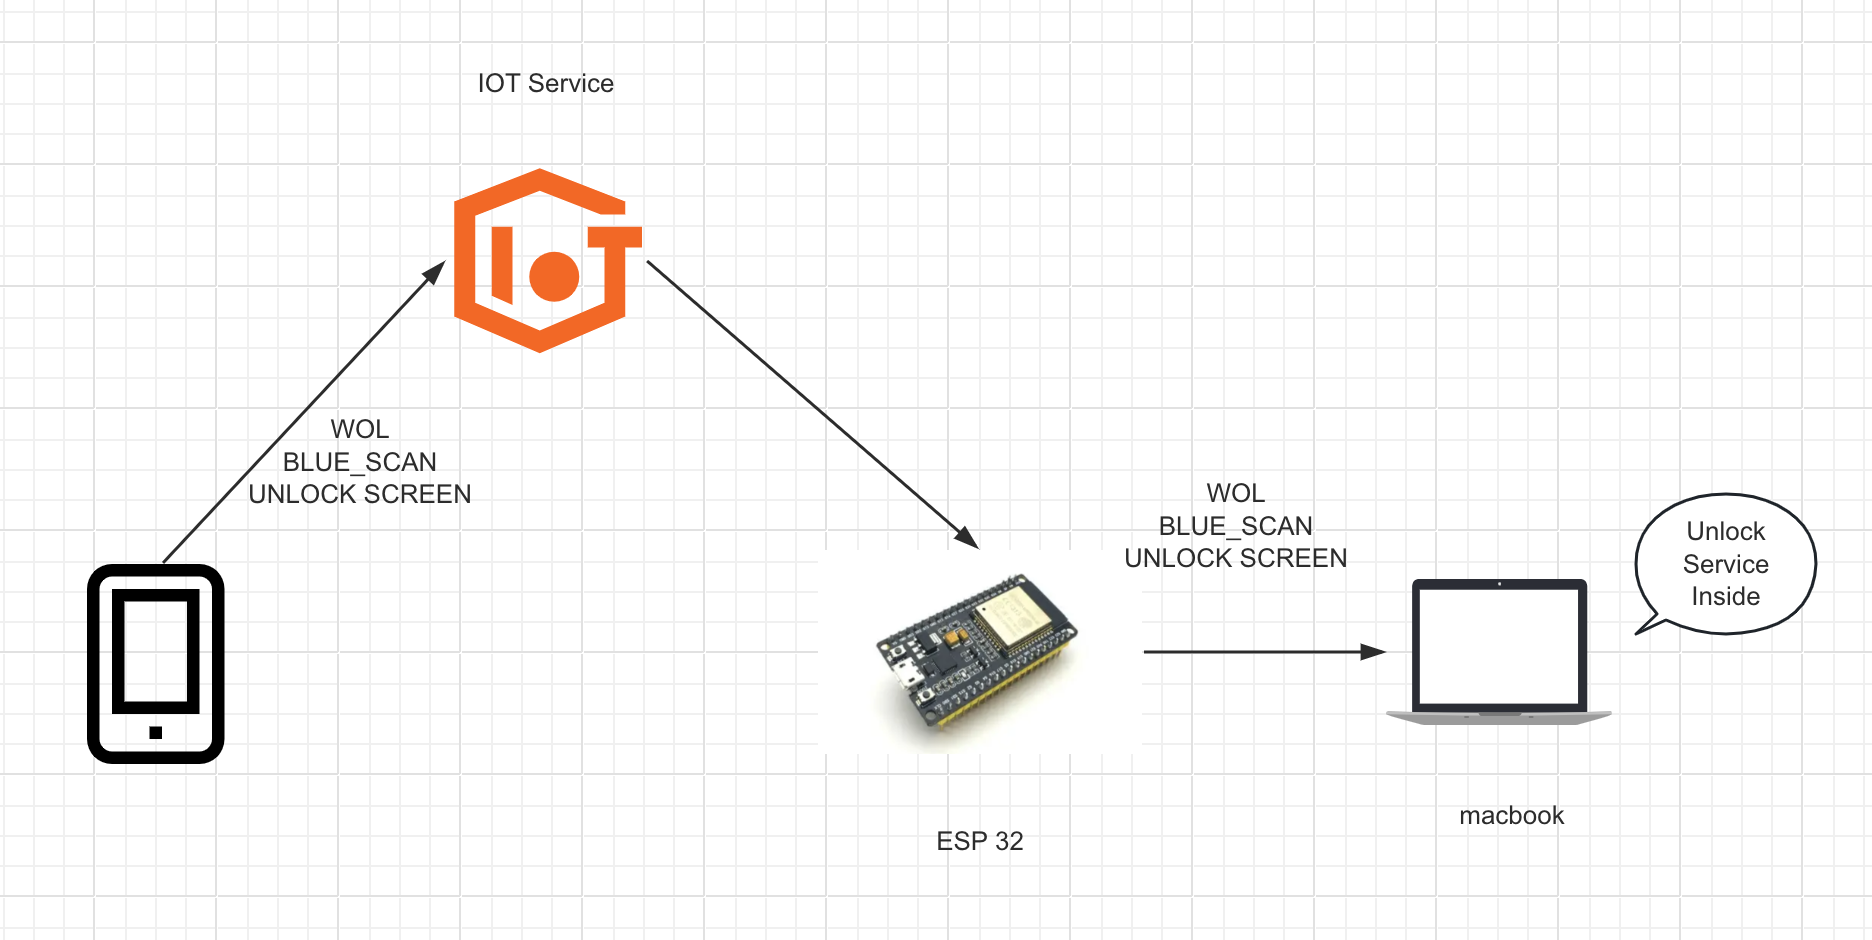 IOT Service
IOT
WOL
BLUE_SCAN
UNLOCK SCREEN
WOL
BLUE_SCAN
UNLOCK SCREEN
Unlock
Service
Inside
macbook
ESP 32